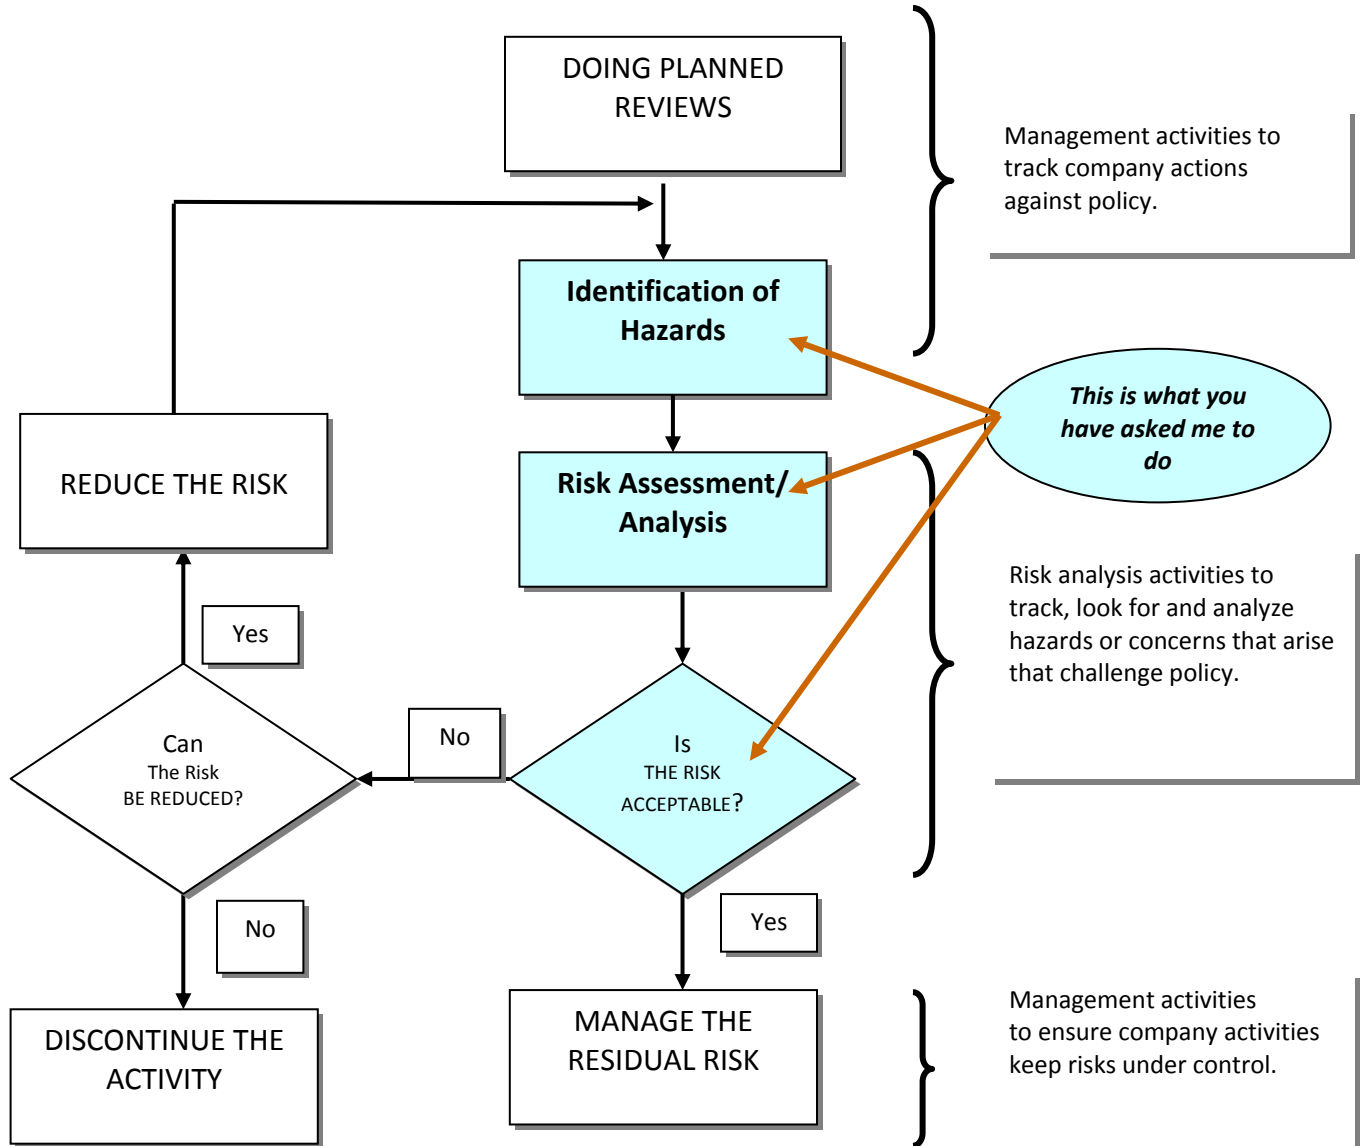 DOING PLANNED
REVIEWS
Management activities to
track company actions
against policy.
Identification of
Hazards
This is what you
have asked me to
do
REDUCE THE RISK
Risk Assessment/
Analysis
Risk analysis activities to
track, look for and analyze
hazards or concerns that arise
that challenge policy.
Yes
Can
The Risk
BE REDUCED?
No
Is
THE RISK
ACCEPTABLE?
No
Yes
DISCONTINUE THE
ACTIVITY
MANAGE THE
RESIDUAL RISK
Management activities
to ensure company activities
keep risks under control.